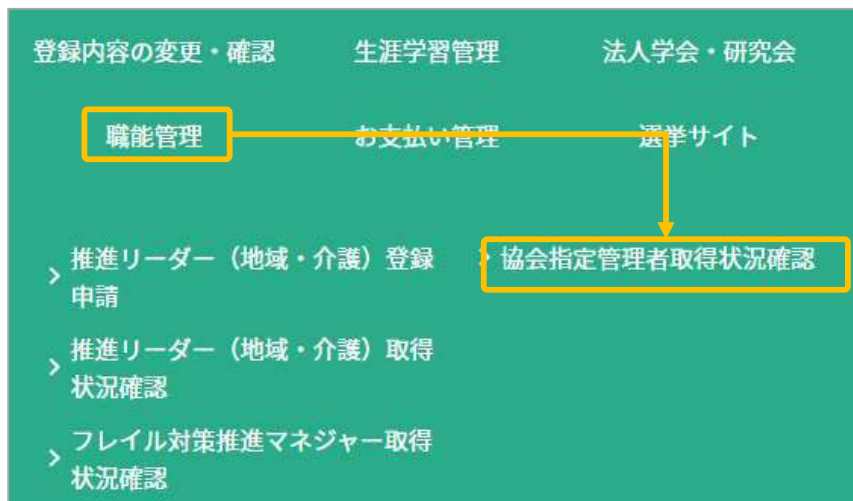 登録内容の変更・確認 生涯学習管理 法人学会・研究会
職能管理 お支払い管理 選挙サイト
推進リーダー（地域・介護）登録
申請
協会指定管理者取得状況確認
推進リーダー（地域・介護）取得
状況確認
フレイル対策推進マネジャー取得
状況確認